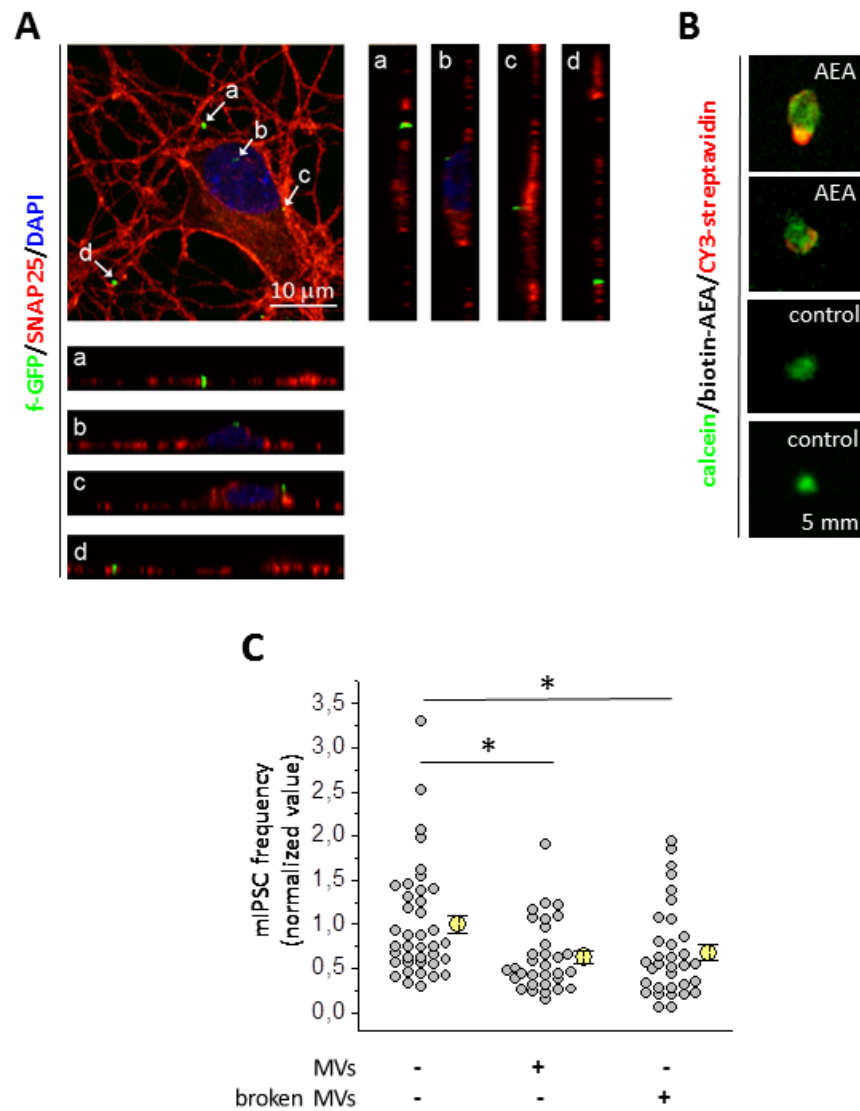 A
f-GFP/SNAP25/DAPI
a
b
c
d
10 μm
a
b
c
d
a
b
c
d
B
calcein/biotin-AEA/CY3-streptavidin
AEA
AEA
control
control
5 mm
C
mIPSC frequency
(normalized value)
3,5
3,0
2,5
2,0
1,5
1,0
0,5
0,0
*
*
MVs - + -
broken MVs - - +